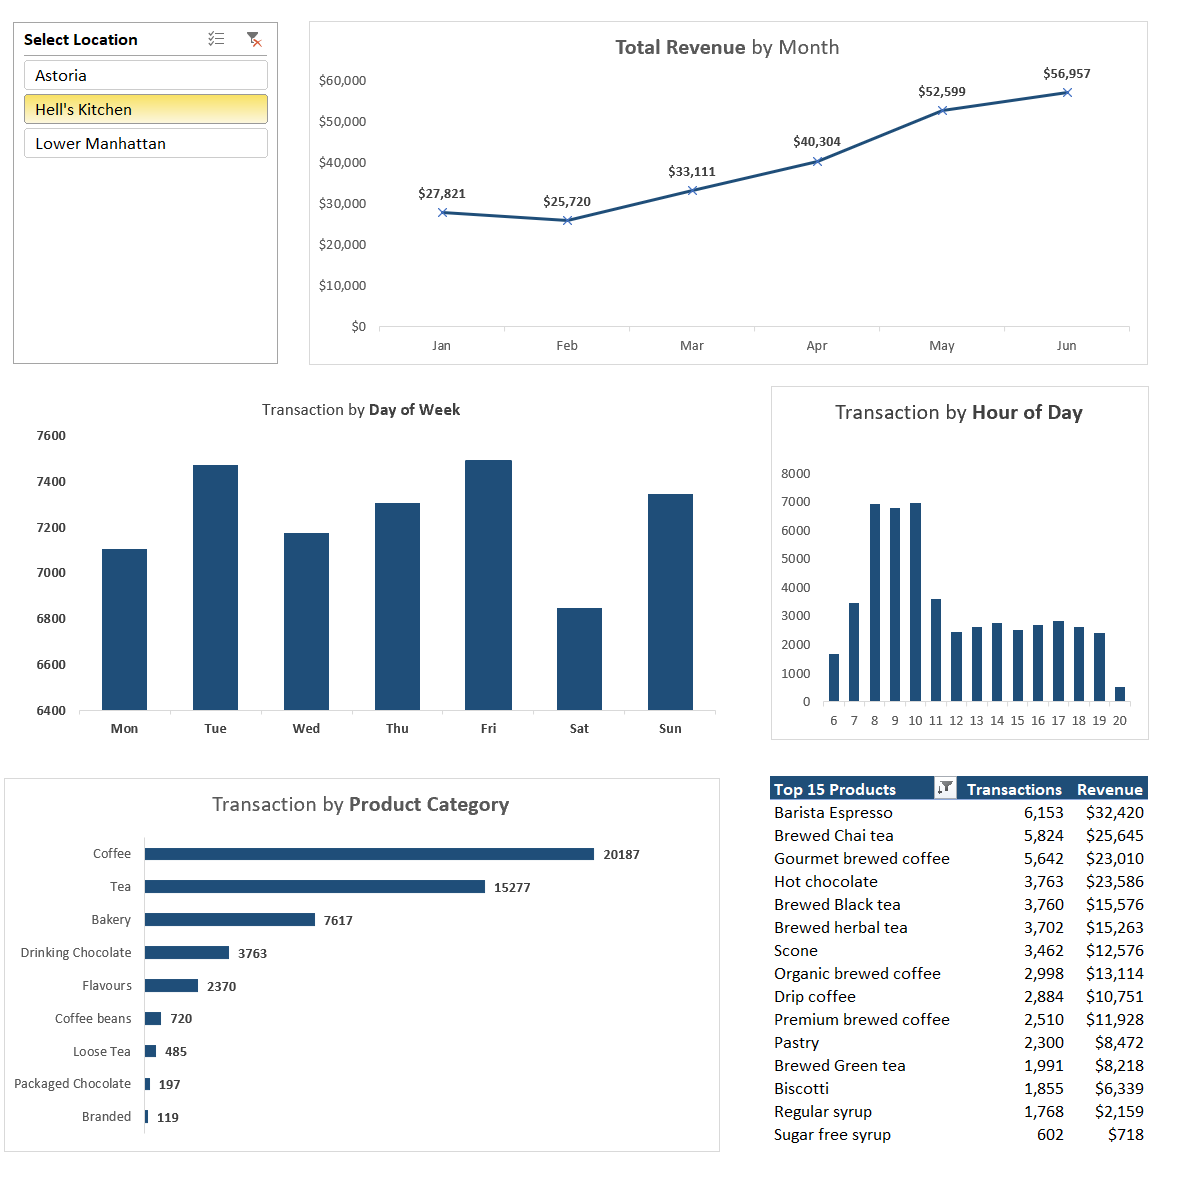 Select Location
Astoria
Hell's Kitchen
Lower Manhattan
Total Revenue by Month
$60,000
$50,000
$40,000
$30,000
$20,000
$10,000
$0
$27,821
$25,720
$33,111
$40,304
$52,599
$56,957
Jan Feb Mar Apr May Jun
Transaction by Day of Week
7600
7400
7200
7000
6800
6600
6400
Mon Tue Wed Thu Fri Sat Sun
Transaction by Hour of Day
8000
7000
6000
5000
4000
3000
2000
1000
0
6 7 8 9 10 11 12 13 14 15 16 17 18 19 20
Transaction by Product Category
Coffee 20187
Tea 15277
Bakery 7617
Drinking Chocolate 3763
Flavours 2370
Coffee beans 720
Loose Tea 485
Packaged Chocolate 197
Branded 119
Top 15 Products Transactions Revenue
Barista Espresso 6,153 $32,420
Brewed Chai tea 5,824 $25,645
Gourmet brewed coffee 5,642 $23,010
Hot chocolate 3,763 $23,586
Brewed Black tea 3,760 $15,576
Brewed herbal tea 3,702 $15,263
Scone 3,462 $12,576
Organic brewed coffee 2,998 $13,114
Drip coffee 2,884 $10,751
Premium brewed coffee 2,510 $11,928
Pastry 2,300 $8,472
Brewed Green tea 1,991 $8,218
Biscotti 1,855 $6,339
Regular syrup 1,768 $2,159
Sugar free syrup 602 $718